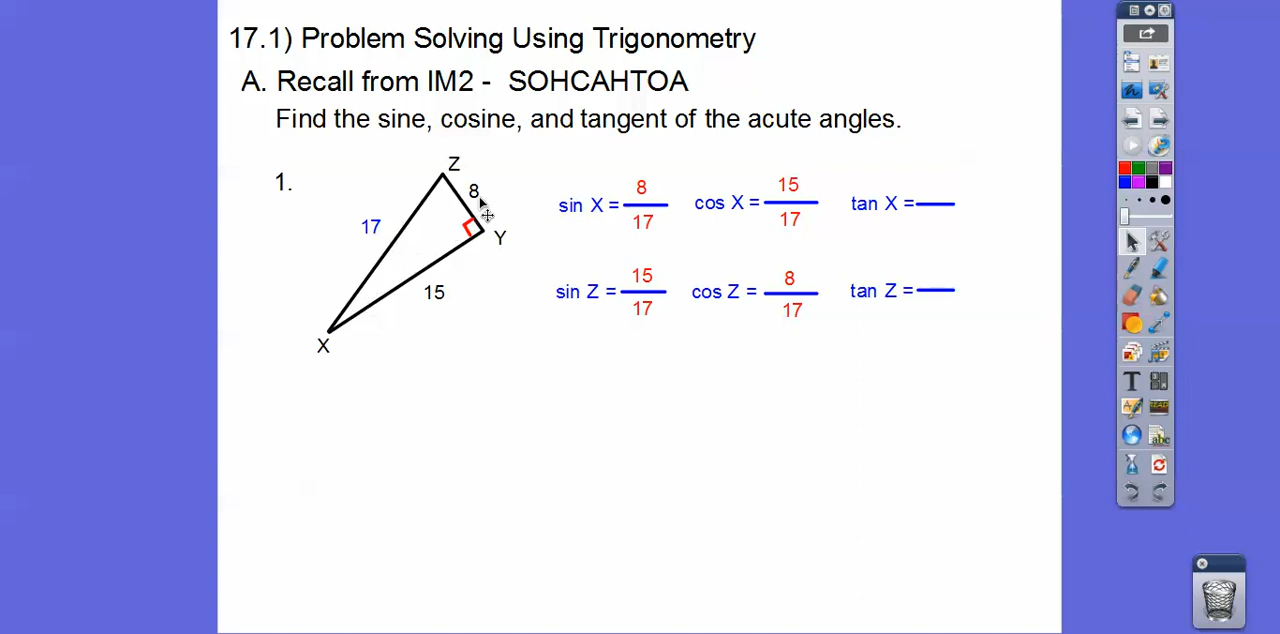 17.1) Problem Solving Using Trigonometry
A. Recall from IM2 - SOHCAHTOA
Find the sine, cosine, and tangent of the acute angles.
1.
Z
8
17
Y
15
X
sin X = 8/17 cos X = 15/17 tan X =
sin Z = 15/17 cos Z = 8/17 tan Z =
T
abc